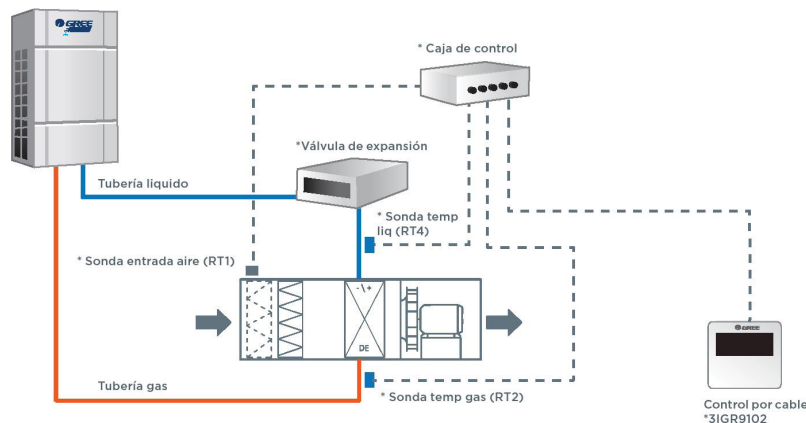 GREE
* Caja de control
*Válvula de expansión
Tubería liquido
* Sonda temp
liq (RT4)
* Sonda entrada aire (RT1)
- \ +
DE
Tubería gas
* Sonda temp gas (RT2)
GREE
Control por cable
*3IGR9102